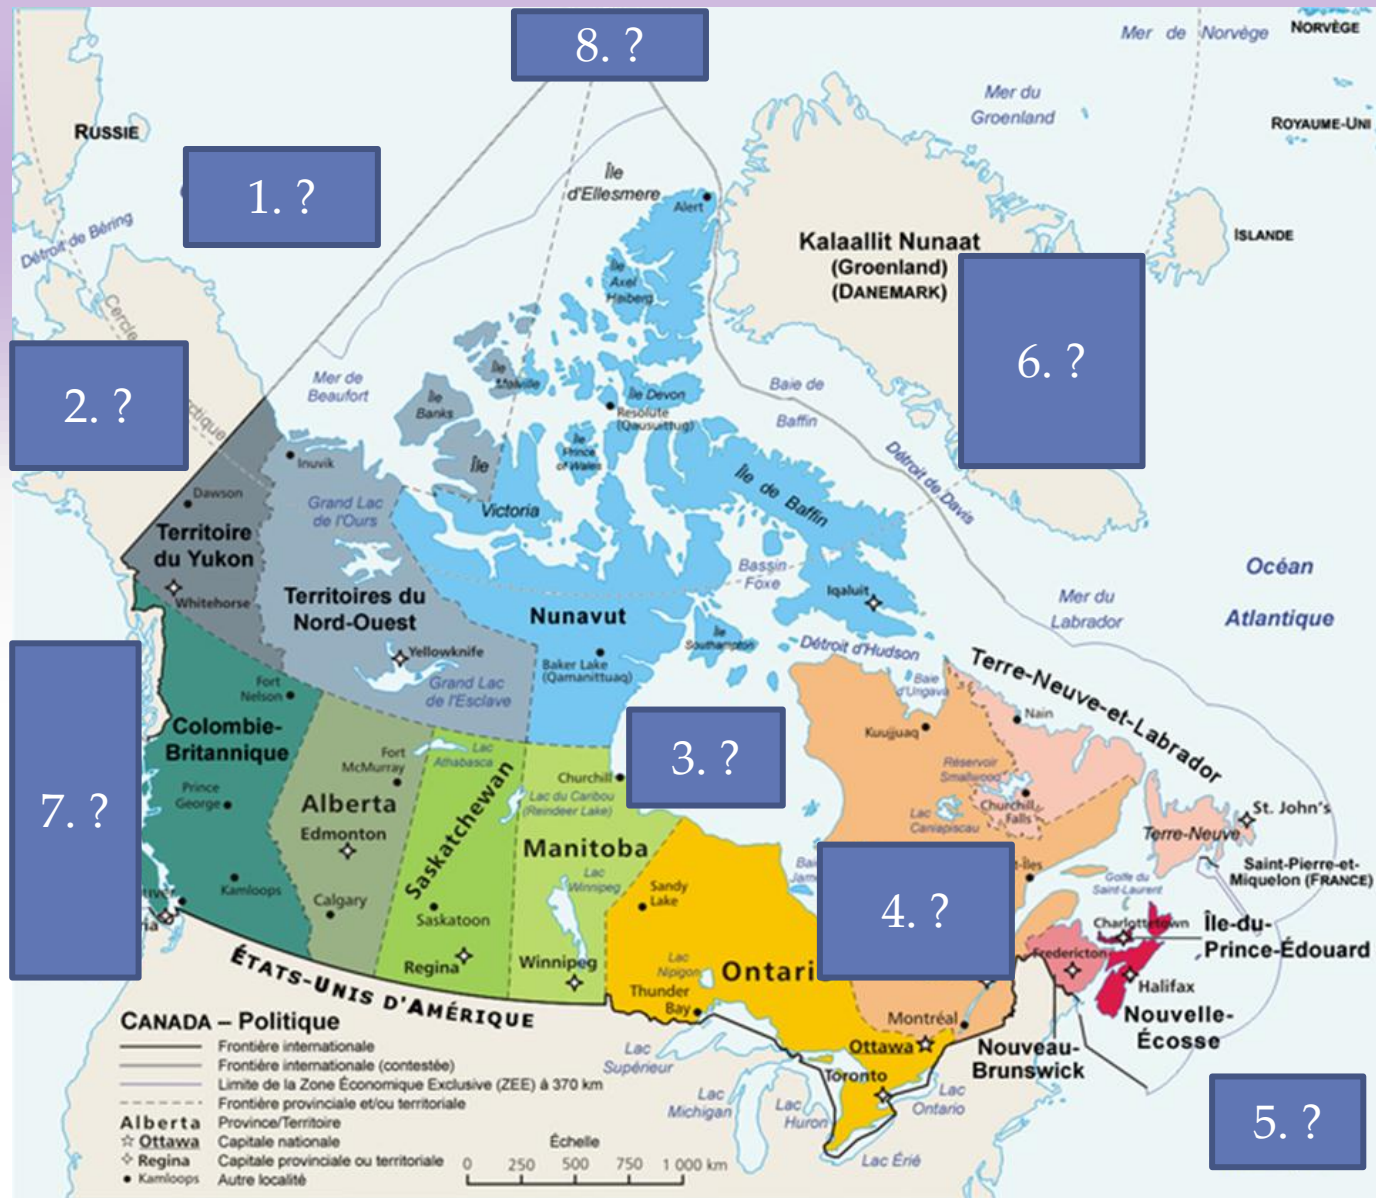 8. ?
Mer de Norvège
NORVÈGE
Mer du
Groenland
ROYAUME-UNI
RUSSIE
1. ?
Île
d'Ellesmere
Alert
Détroit de Béring
Kalaallit Nunaat
(Groenland)
(DANEMARK)
ISLANDE
Île
Axel
Heiberg
Cercle
2. ?
rctique
6. ?
Mer de
Beaufort
Île
Melville
Île
Banks
Île Devon
Resolute
(Qausuittuq)
Baie de
Baffin
Île
Prince
of Wales
Inuvik
Île
Victoria
Île de Baffin
Détroit de Davis
Dawson
Grand Lac
de l'Ours
Territoire
du Yukon
Whitehorse
Bassin
Foxe
Iqaluit
Océan
Atlantique
Territoires du
Nord-Ouest
Nunavut
Mer du
Labrador
Île
Southampton
Détroit d'Hudson
Yellowknife
Baker Lake
(Qamanittuaq)
Terre-Neuve-et-Labrador
Fort
Nelson
Grand Lac
de l'Esclave
Baie
d'Ungava
Nain
Kuujjuaq
Colombie-
Britannique
7. ?
3. ?
Fort
McMurray
Lac
Athabasca
Churchill
Réservoir
Smallwood
Prince
George
Alberta
Saskatchewan
Lac du Caribou
(Reindeer Lake)
Lac
Caniapiscau
Churchill
Falls
St. John's
Edmonton
Manitoba
Terre-Neuve
4. ?
Baie
Jam
t-Îles
Saint-Pierre-et-
Miquelon (FRANCE)
Kamloops
Calgary
Saskatoon
Lac
Winnipeg
Sandy
Lake
Golfe du
Saint-Laurent
uver
ria
Charlottetown
Île-du-
Prince-Édouard
Regina
Winnipeg
Lac
Nipigon
Ontari
Fredericton
Halifax
ÉTATS-UNIS D'AMÉRIQUE
Thunder
Bay
Montréal
Nouvelle-
Écosse
Ottawa
Nouveau-
Brunswick
Toronto
Lac
Supérieur
Lac
Michigan
Lac
Huron
Lac
Ontario
Lac Érié
5. ?
CANADA – Politique
Frontière internationale
Frontière internationale (contestée)
Limite de la Zone Économique Exclusive (ZEE) à 370 km
Frontière provinciale et/ou territoriale
Alberta Province/Territoire
Ottawa Capitale nationale
Regina Capitale provinciale ou territoriale
Kamloops Autre localité
Échelle
0 250 500 750 1 000 km